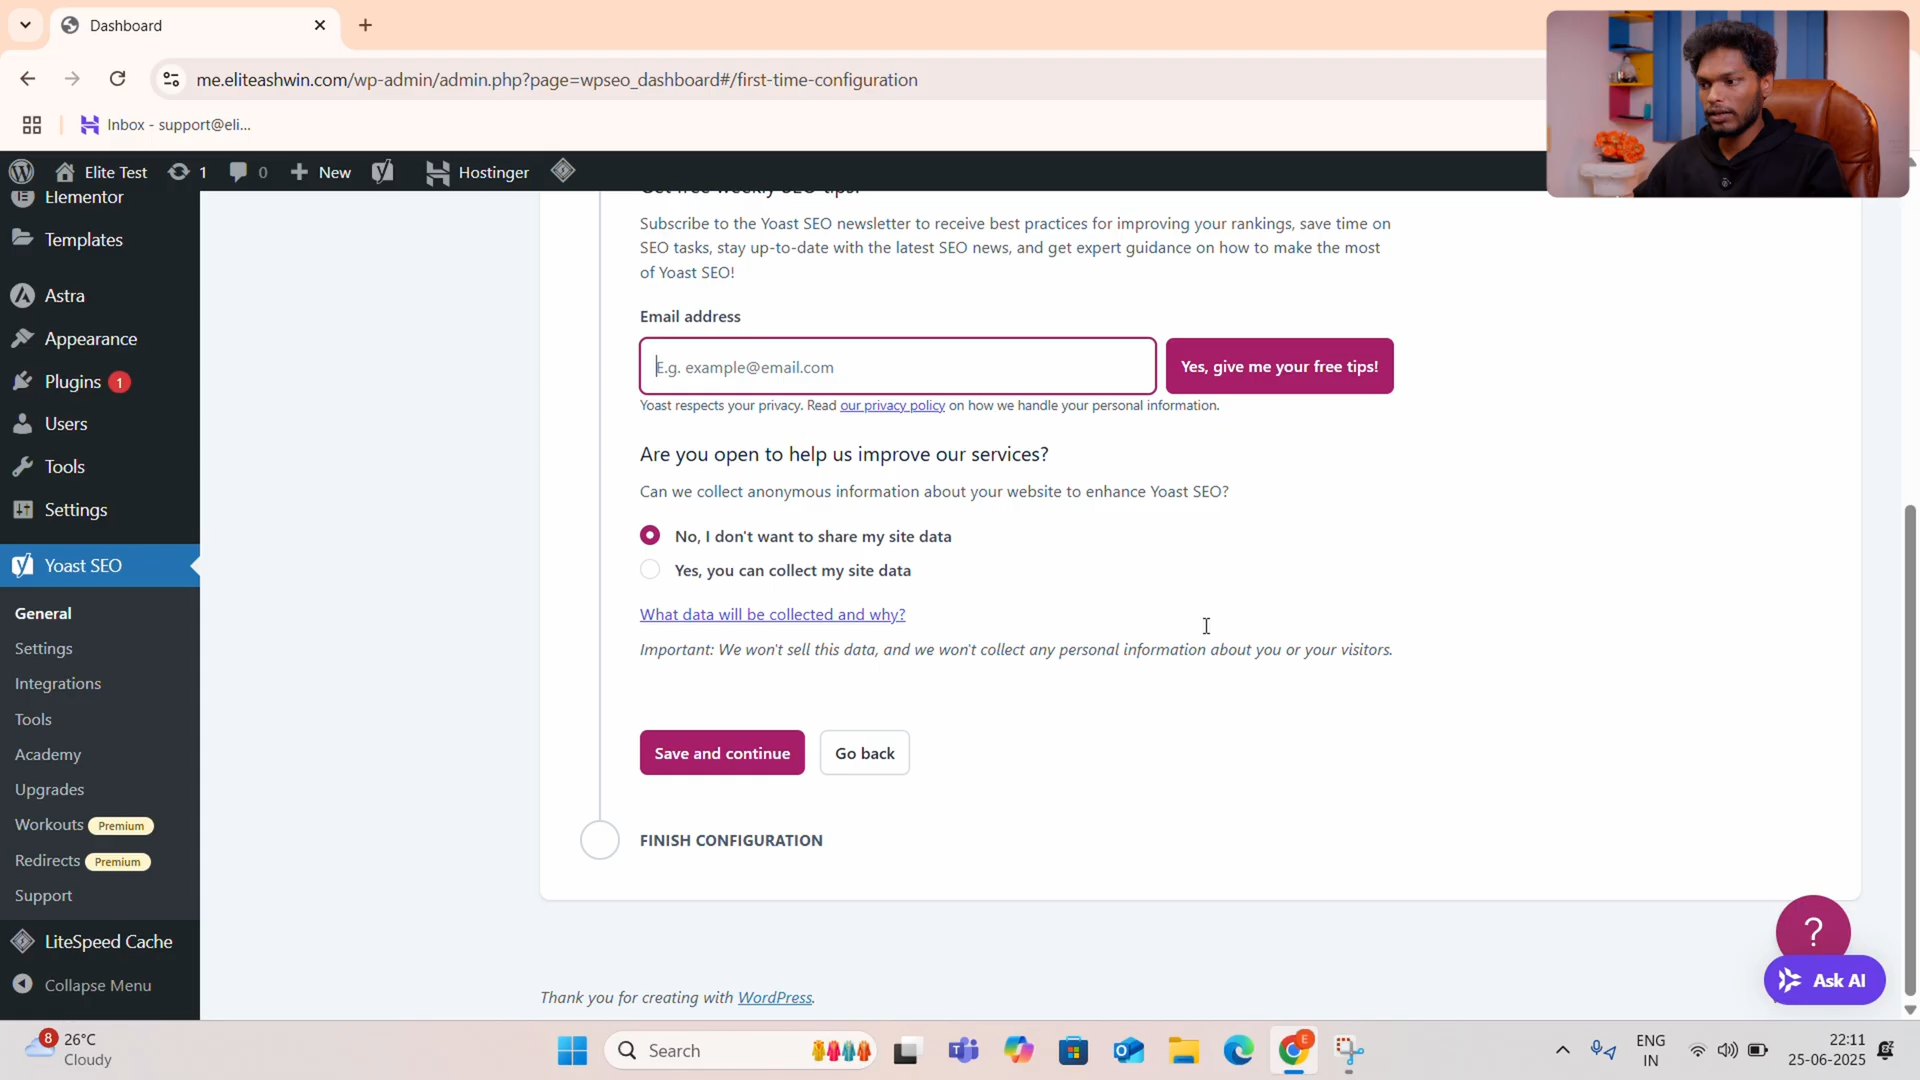 Dashboard
me.eliteashwin.com/wp-admin/admin.php?page=wpseo_dashboard#/first-time-configuration
Inbox - support@eli...
Elite Test
1
0
New
Hostinger
Elementor
Templates
Astra
Appearance
Plugins 1
Users
Tools
Settings
Yoast SEO
General
Settings
Integrations
Tools
Academy
Upgrades
Workouts Premium
Redirects Premium
Support
LiteSpeed Cache
Collapse Menu
Get free weekly SEO tips!
Subscribe to the Yoast SEO newsletter to receive best practices for improving your rankings, save time on
SEO tasks, stay up-to-date with the latest SEO news, and get expert guidance on how to make the most
of Yoast SEO!
Email address
E.g. example@email.com
Yes, give me your free tips!
Yoast respects your privacy. Read our privacy policy on how we handle your personal information.
Are you open to help us improve our services?
Can we collect anonymous information about your website to enhance Yoast SEO?
No, I don't want to share my site data
Yes, you can collect my site data
What data will be collected and why?
Important: We won't sell this data, and we won't collect any personal information about you or your visitors.
Save and continue
Go back
FINISH CONFIGURATION
Thank you for creating with WordPress.
?
Ask AI
8
26°C
Cloudy
Search
E
ENG
IN
22:11
25-06-2025